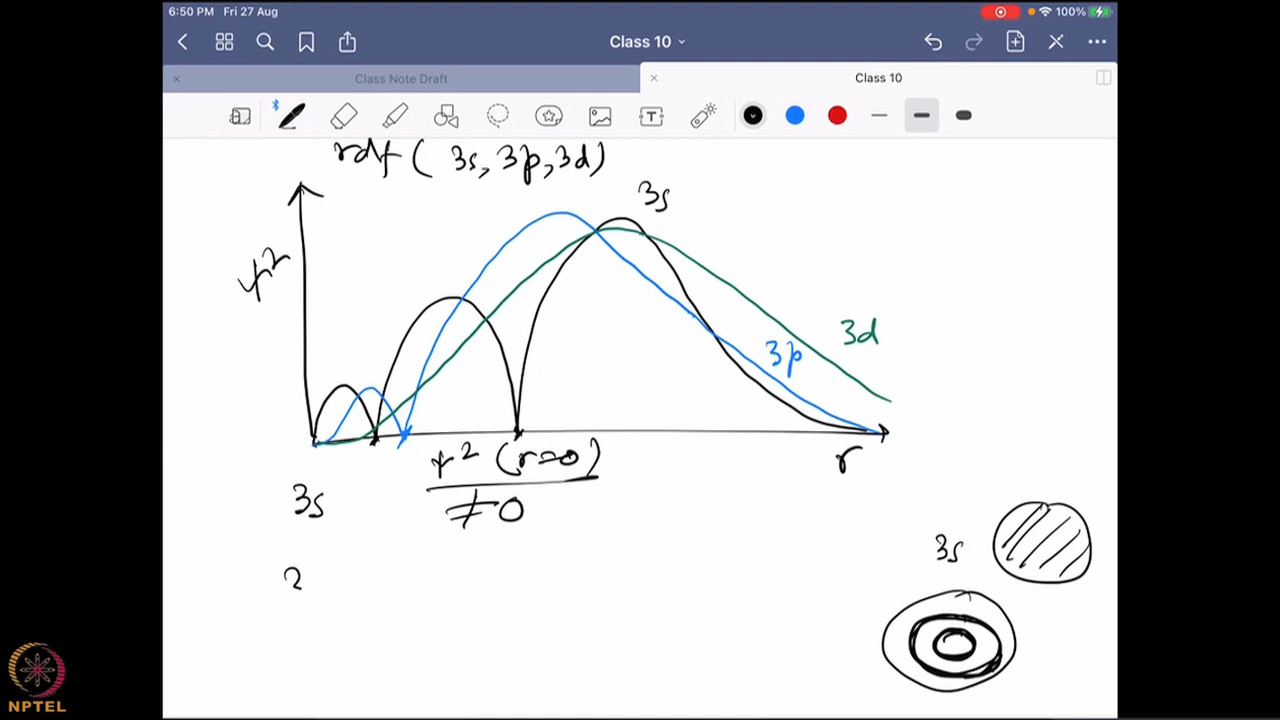 6:50 PM Fri 27 Aug
100%
Class 10
Class Note Draft
Class 10
T
rdf ( 3s, 3p, 3d)
3s
ψ²
3d
3p
ψ² (r=0)
≠0
r
3s
3s
2
NPTEL